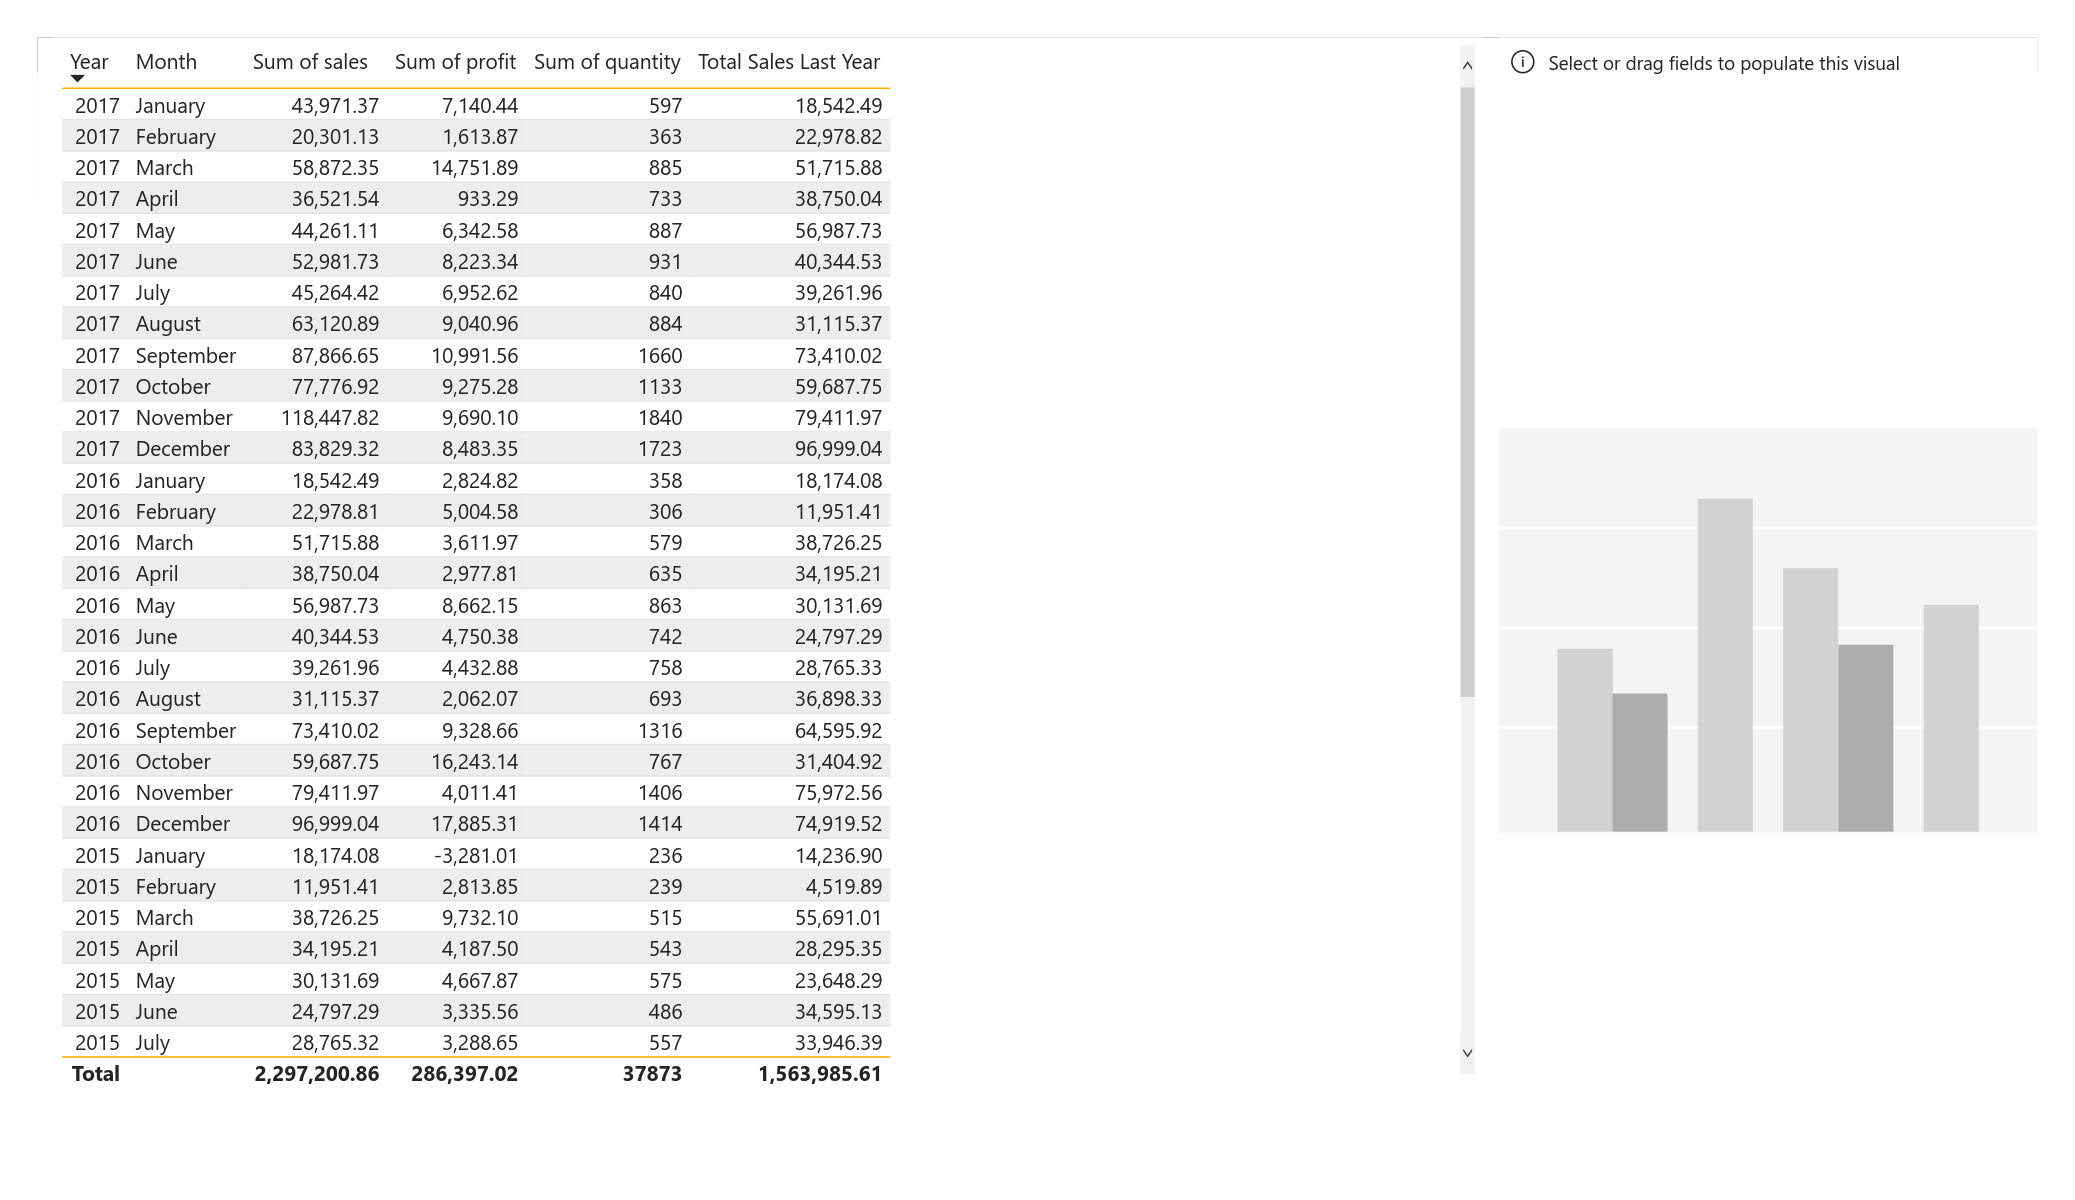 Year Month Sum of sales Sum of profit Sum of quantity Total Sales Last Year
2017 January 43,971.37 7,140.44 597 18,542.49
2017 February 20,301.13 1,613.87 363 22,978.82
2017 March 58,872.35 14,751.89 885 51,715.88
2017 April 36,521.54 933.29 733 38,750.04
2017 May 44,261.11 6,342.58 887 56,987.73
2017 June 52,981.73 8,223.34 931 40,344.53
2017 July 45,264.42 6,952.62 840 39,261.96
2017 August 63,120.89 9,040.96 884 31,115.37
2017 September 87,866.65 10,991.56 1660 73,410.02
2017 October 77,776.92 9,275.28 1133 59,687.75
2017 November 118,447.82 9,690.10 1840 79,411.97
2017 December 83,829.32 8,483.35 1723 96,999.04
2016 January 18,542.49 2,824.82 358 18,174.08
2016 February 22,978.81 5,004.58 306 11,951.41
2016 March 51,715.88 3,611.97 579 38,726.25
2016 April 38,750.04 2,977.81 635 34,195.21
2016 May 56,987.73 8,662.15 863 30,131.69
2016 June 40,344.53 4,750.38 742 24,797.29
2016 July 39,261.96 4,432.88 758 28,765.33
2016 August 31,115.37 2,062.07 693 36,898.33
2016 September 73,410.02 9,328.66 1316 64,595.92
2016 October 59,687.75 16,243.14 767 31,404.92
2016 November 79,411.97 4,011.41 1406 75,972.56
2016 December 96,999.04 17,885.31 1414 74,919.52
2015 January 18,174.08 -3,281.01 236 14,236.90
2015 February 11,951.41 2,813.85 239 4,519.89
2015 March 38,726.25 9,732.10 515 55,691.01
2015 April 34,195.21 4,187.50 543 28,295.35
2015 May 30,131.69 4,667.87 575 23,648.29
2015 June 24,797.29 3,335.56 486 34,595.13
2015 July 28,765.32 3,288.65 557 33,946.39
Total 2,297,200.86 286,397.02 37873 1,563,985.61
Select or drag fields to populate this visual